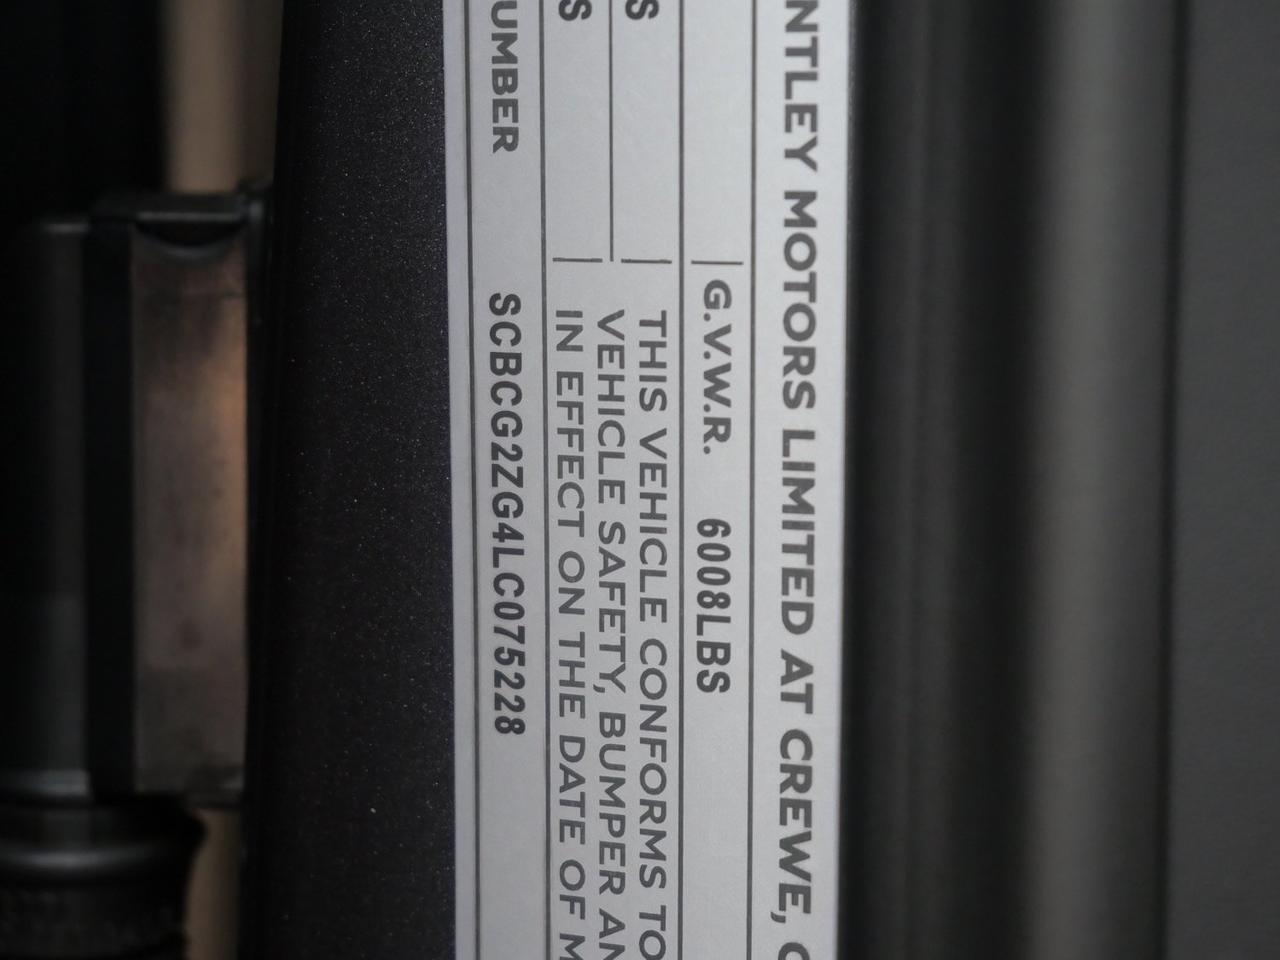 NTLEY MOTORS LIMITED AT CREWE, C
G.V.W.R. 6008LBS
S
THIS VEHICLE CONFORMS TO
VEHICLE SAFETY, BUMPER AN
S
IN EFFECT ON THE DATE OF M
UMBER SCBCG2ZG4LC075228